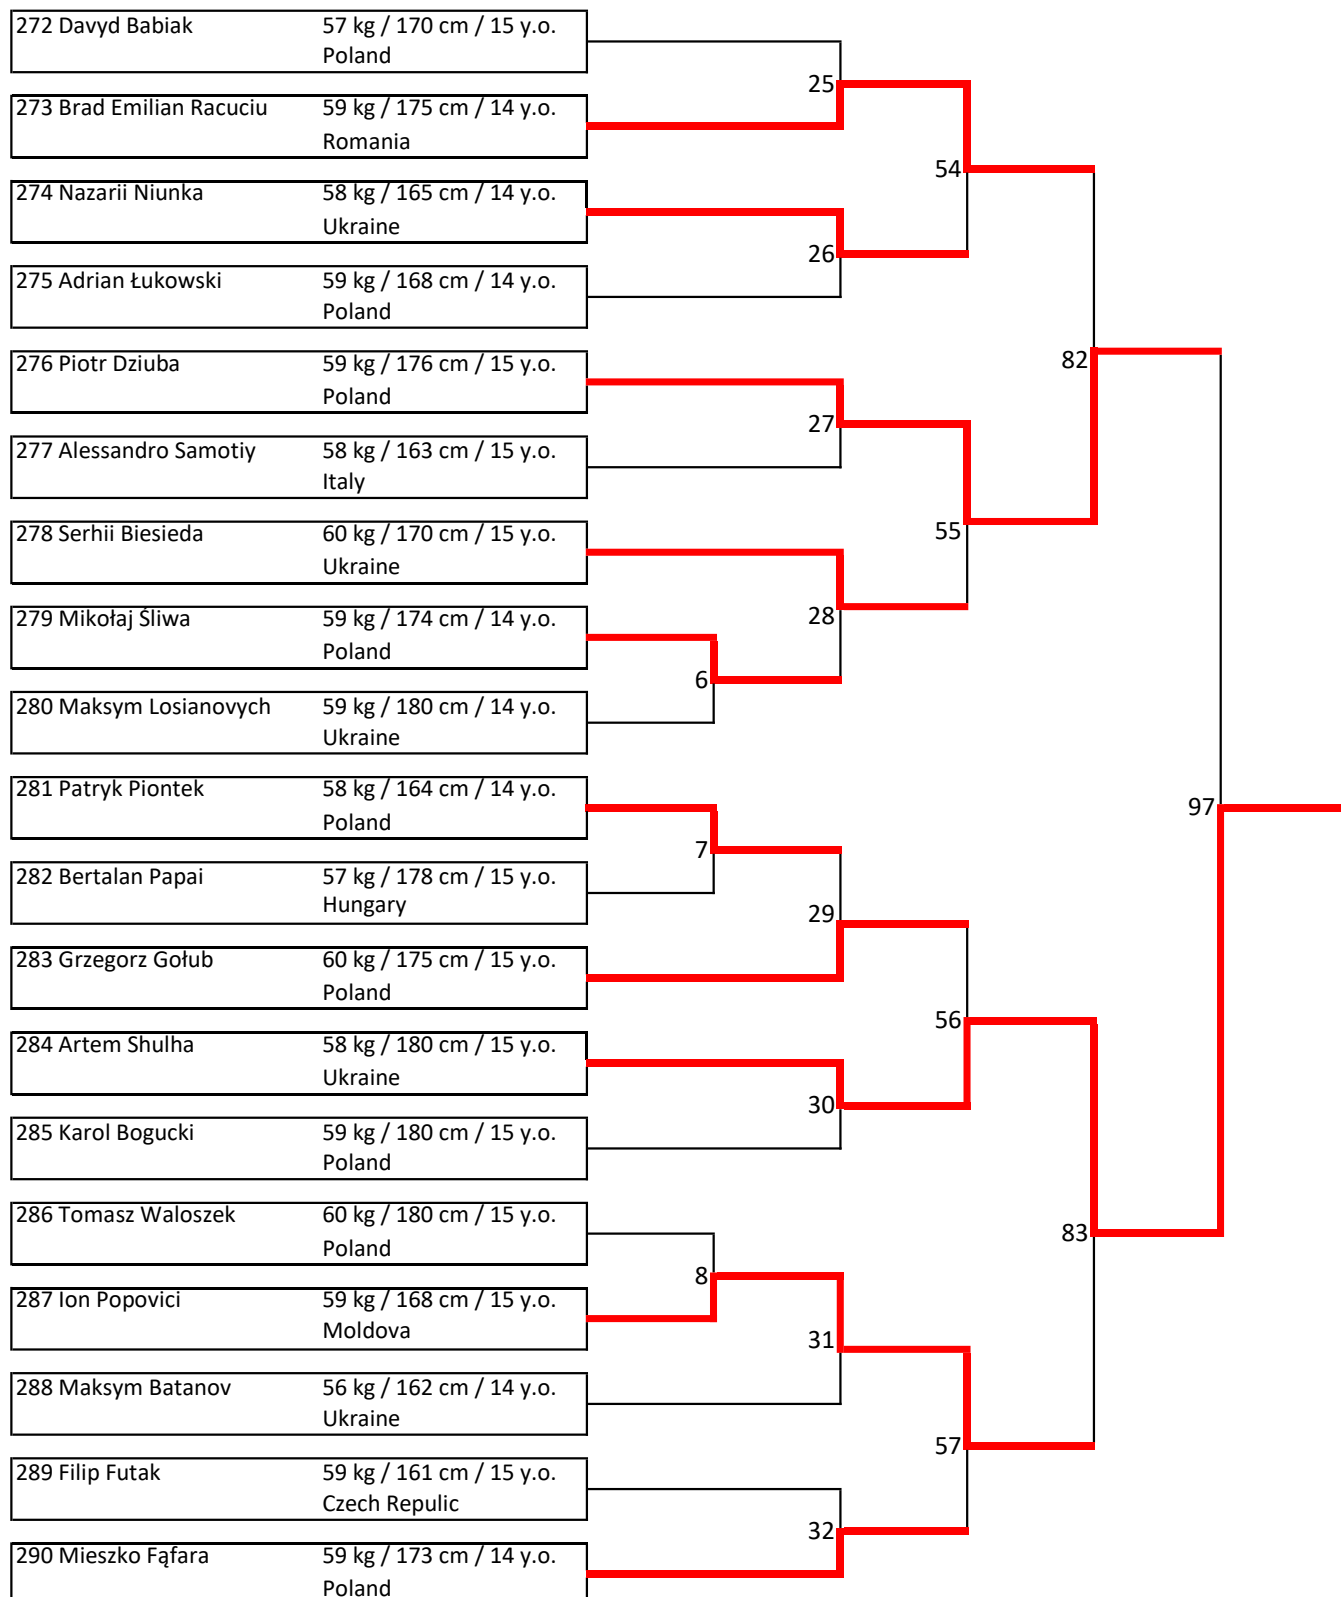 272 Davyd Babiak 57 kg / 170 cm / 15 y.o.
Poland
25
273 Brad Emilian Racuciu 59 kg / 175 cm / 14 y.o.
Romania
54
274 Nazarii Niunka 58 kg / 165 cm / 14 y.o.
Ukraine
26
275 Adrian Łukowski 59 kg / 168 cm / 14 y.o.
Poland
276 Piotr Dziuba 59 kg / 176 cm / 15 y.o.
82
Poland
27
277 Alessandro Samotiy 58 kg / 163 cm / 15 y.o.
Italy
278 Serhii Biesieda 60 kg / 170 cm / 15 y.o.
55
Ukraine
279 Mikołaj Śliwa 59 kg / 174 cm / 14 y.o.
28
Poland
6
280 Maksym Losianovych 59 kg / 180 cm / 14 y.o.
Ukraine
281 Patryk Piontek 58 kg / 164 cm / 14 y.o.
97
Poland
7
282 Bertalan Papai 57 kg / 178 cm / 15 y.o.
Hungary
29
283 Grzegorz Gołub 60 kg / 175 cm / 15 y.o.
Poland
56
284 Artem Shulha 58 kg / 180 cm / 15 y.o.
Ukraine
30
285 Karol Bogucki 59 kg / 180 cm / 15 y.o.
Poland
286 Tomasz Waloszek 60 kg / 180 cm / 15 y.o.
83
Poland
8
287 Ion Popovici 59 kg / 168 cm / 15 y.o.
Moldova
31
288 Maksym Batanov 56 kg / 162 cm / 14 y.o.
Ukraine
57
289 Filip Futak 59 kg / 161 cm / 15 y.o.
Czech Repulic
32
290 Mieszko Fąfara 59 kg / 173 cm / 14 y.o.
Poland